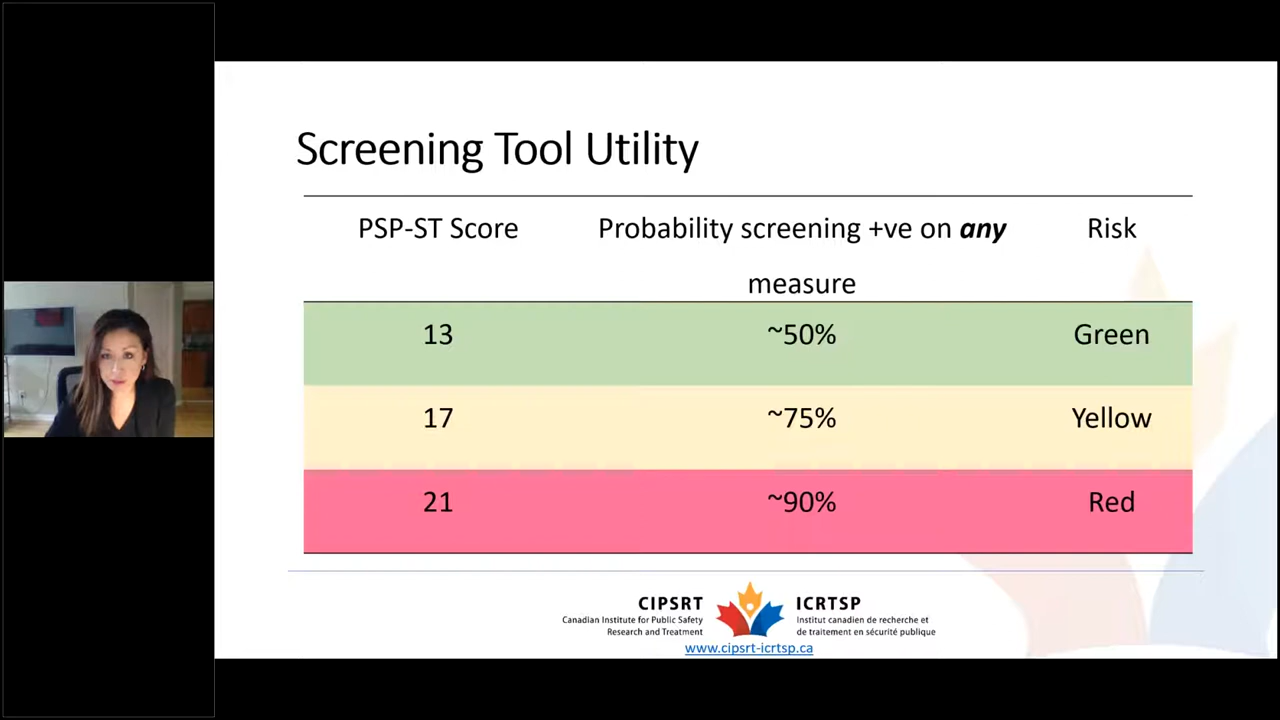 Screening Tool Utility
PSP-ST Score Probability screening +ve on any Risk
measure
13 ~50% Green
17 ~75% Yellow
21 ~90% Red
CIPSRT
Canadian Institute for Public Safety
Research and Treatment
ICRTSP
Institut canadien de recherche et
de traitement en sécurité publique
www.cipsrt-icrtsp.ca